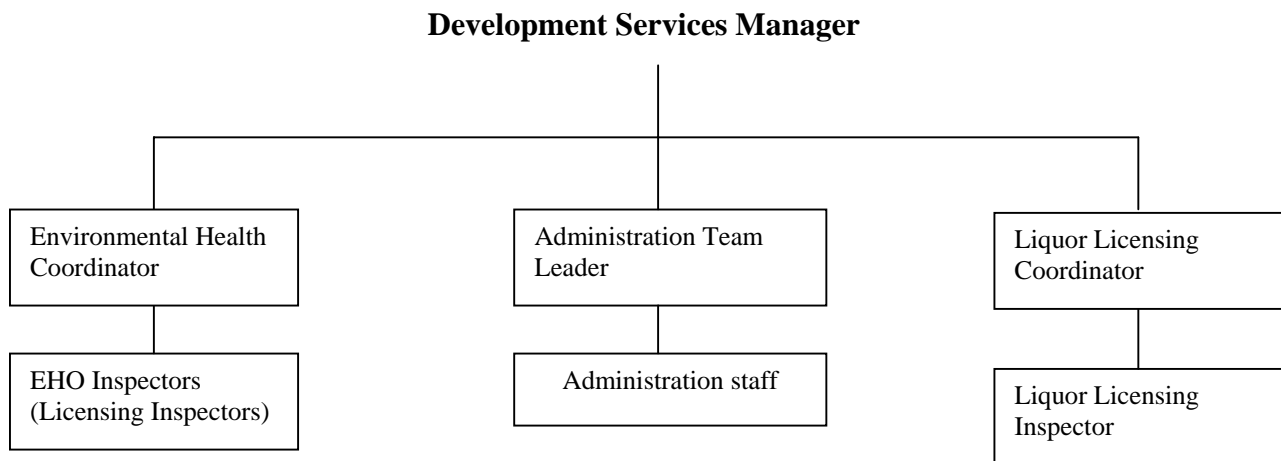 Development Services Manager
Environmental Health
Coordinator
Administration Team
Leader
Liquor Licensing
Coordinator
EHO Inspectors
(Licensing Inspectors)
Administration staff
Liquor Licensing
Inspector